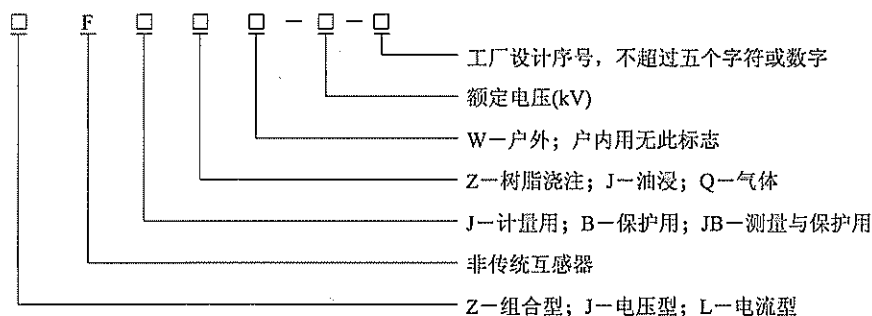 □ F □ □ □ － □ － □
工厂设计序号，不超过五个字符或数字
额定电压(kV)
W－户外；户内用无此标志
Z－树脂浇注；J－油浸；Q－气体
J－计量用；B－保护用；JB－测量与保护用
非传统互感器
Z－组合型；J－电压型；L－电流型